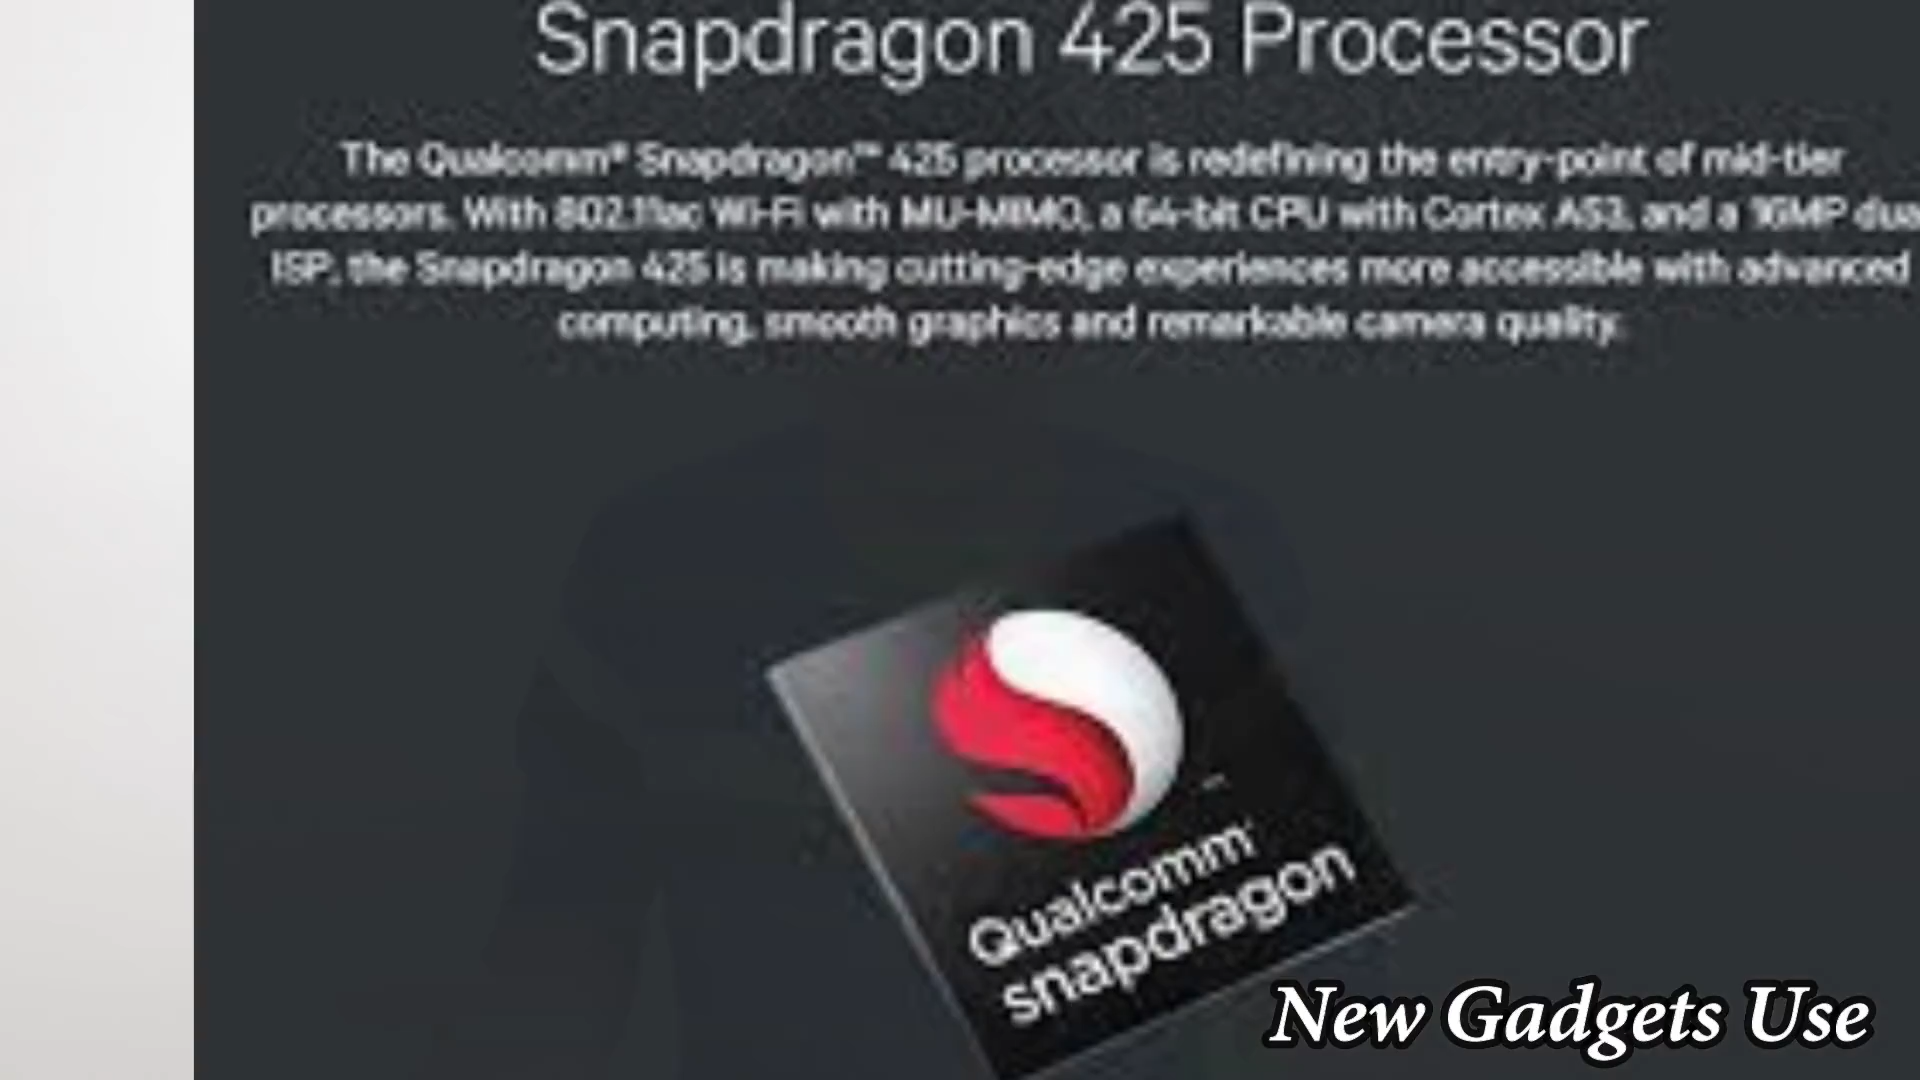 Snapdragon 425 Processor
The Qualcomm® Snapdragon™ 425 processor is redefining the entry-point of mid-tier
processors. With 802.11ac Wi-Fi with MU-MIMO, a 64-bit CPU with Cortex A53, and a 16MP dua
ISP, the Snapdragon 425 is making cutting-edge experiences more accessible with advanced
computing, smooth graphics and remarkable camera quality.
Qualcomm
snapdragon
New Gadgets Use